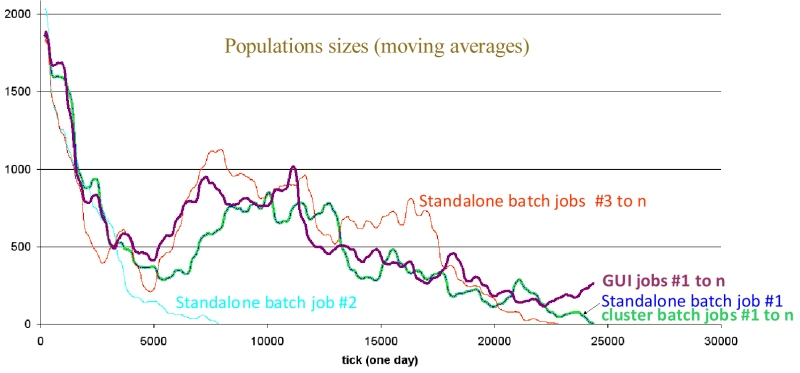 Populations sizes (moving averages)
2000
1500
1000
500
0
Standalone batch jobs #3 to n
Standalone batch job #2
GUI jobs #1 to n
Standalone batch job #1
cluster batch jobs #1 to n
0 5000 10000 15000 20000 25000 30000
tick (one day)